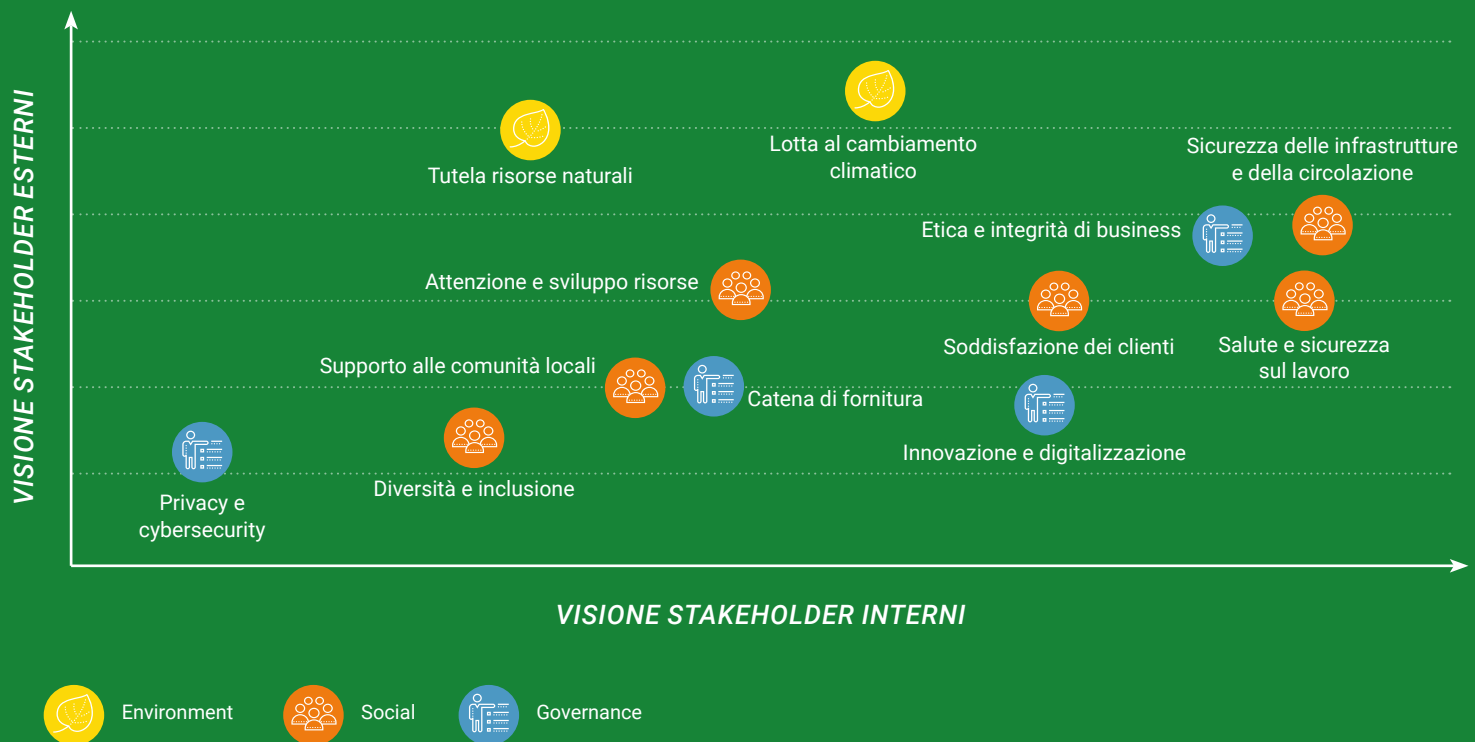 VISIONE STAKEHOLDER ESTERNI
Lotta al cambiamento
climatico
Tutela risorse naturali
Sicurezza delle infrastrutture
e della circolazione
Etica e integrità di business
Attenzione e sviluppo risorse
Soddisfazione dei clienti
Salute e sicurezza
sul lavoro
Supporto alle comunità locali
Catena di fornitura
Innovazione e digitalizzazione
Diversità e inclusione
Privacy e
cybersecurity
VISIONE STAKEHOLDER INTERNI
Environment
Social
Governance